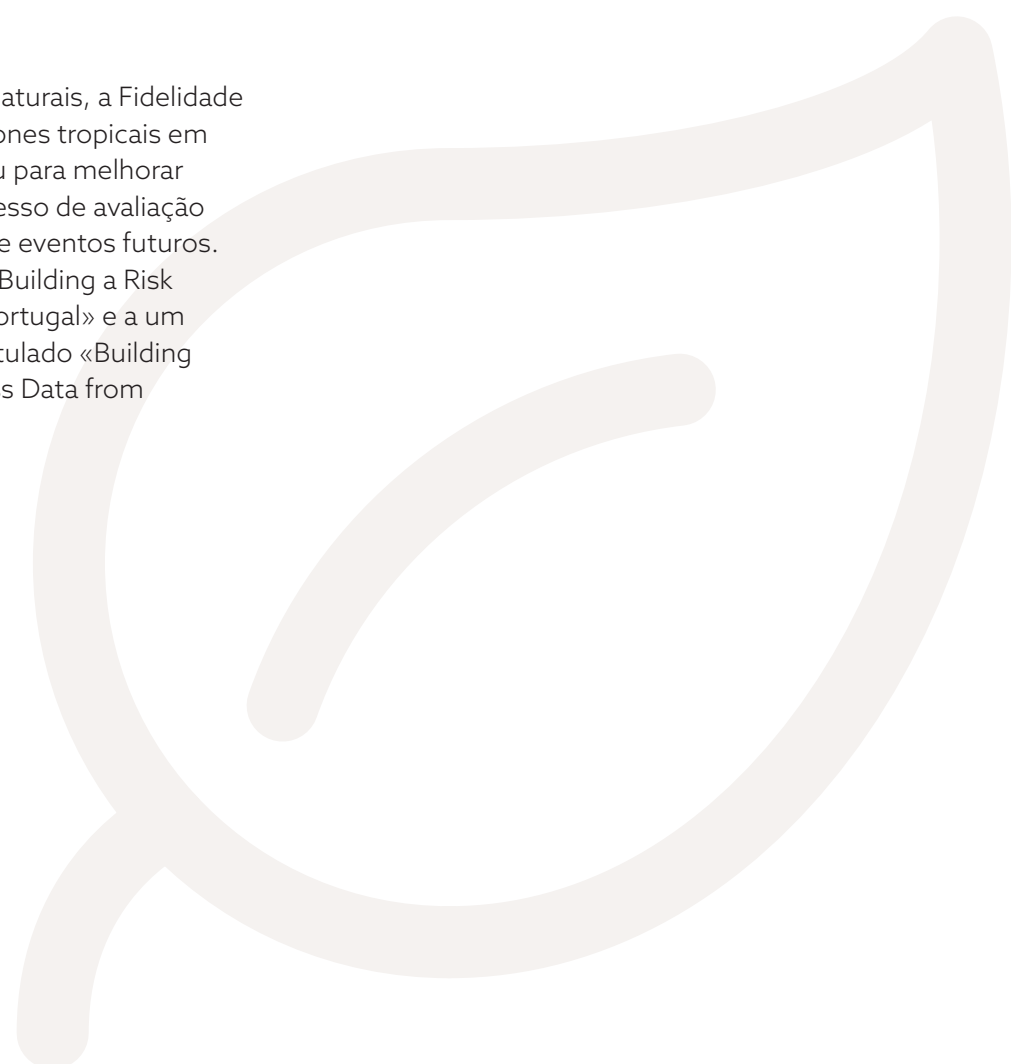 aturais, a Fidelidade
ones tropicais em
u para melhorar
esso de avaliação
e eventos futuros.
Building a Risk
ortugal» e a um
tulado «Building
s Data from